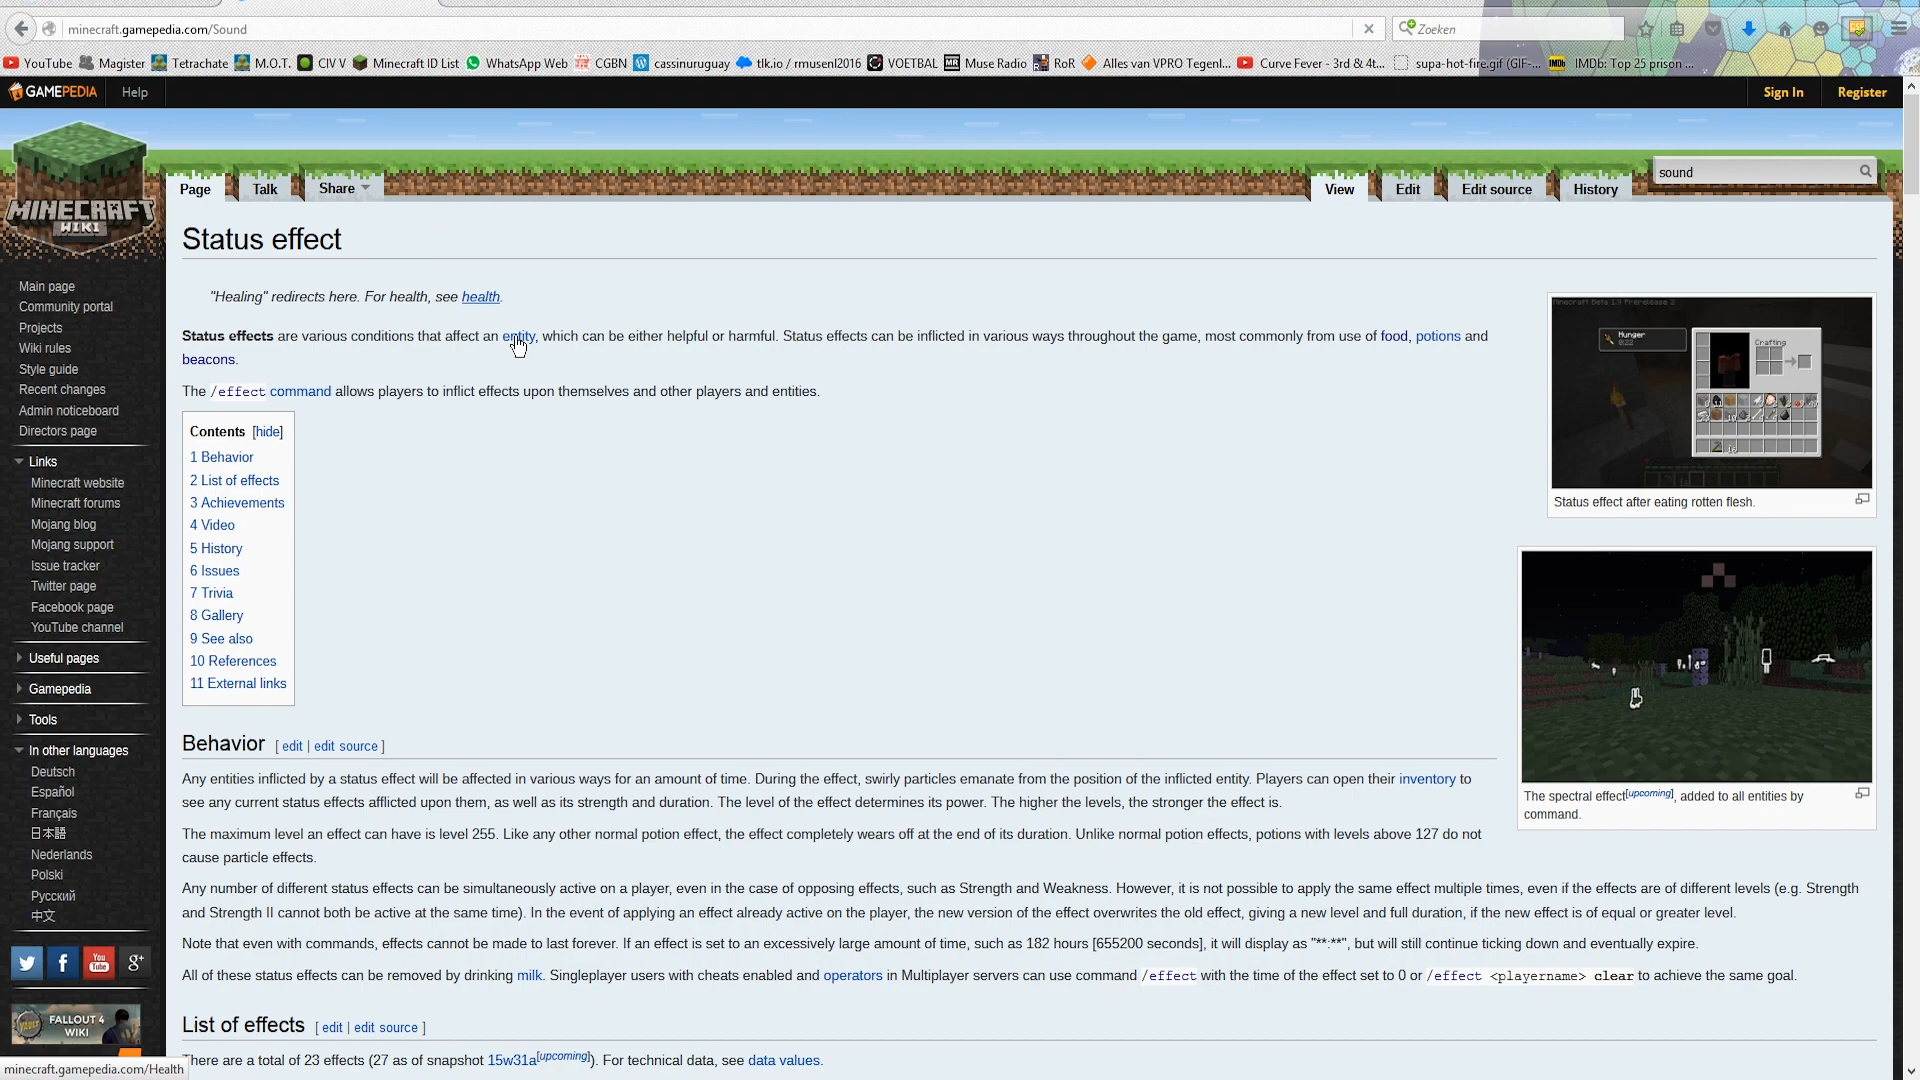 minecraft.gamepedia.com/Sound
Zoeken
YouTube Magister Tetrachate M.O.T. CIV V Minecraft ID List WhatsApp Web CGBN cassinuruguay tlk.io / rmusenl2016 VOETBAL Muse Radio RoR Alles van VPRO Tegenl... Curve Fever - 3rd & 4t... supa-hot-fire.gif (GIF-... IMDb: Top 25 prison ...
GAMEPEDIA Help Sign In Register
MINECRAFT
WIKI
Page Talk Share View Edit Edit source History sound
Main page
Community portal
Projects
Wiki rules
Style guide
Recent changes
Admin noticeboard
Directors page
Links
Minecraft website
Minecraft forums
Mojang blog
Mojang support
Issue tracker
Twitter page
Facebook page
YouTube channel
Useful pages
Gamepedia
Tools
In other languages
Deutsch
Español
Français
日本語
Nederlands
Polski
Русский
中文
You
Tube
g+
FALLOUT 4
WIKI
minecraft.gamepedia.com/Health
Status effect
"Healing" redirects here. For health, see health.
Status effects are various conditions that affect an entity, which can be either helpful or harmful. Status effects can be inflicted in various ways throughout the game, most commonly from use of food, potions and
beacons.
The /effect command allows players to inflict effects upon themselves and other players and entities.
Contents [hide]
1 Behavior
2 List of effects
3 Achievements
4 Video
5 History
6 Issues
7 Trivia
8 Gallery
9 See also
10 References
11 External links
Minecraft Beta 1.9 Prerelease 2
Hunger
0:22
Crafting
Status effect after eating rotten flesh.
The spectral effect[upcoming], added to all entities by
command.
Behavior [ edit | edit source ]
Any entities inflicted by a status effect will be affected in various ways for an amount of time. During the effect, swirly particles emanate from the position of the inflicted entity. Players can open their inventory to
see any current status effects afflicted upon them, as well as its strength and duration. The level of the effect determines its power. The higher the levels, the stronger the effect is.
The maximum level an effect can have is level 255. Like any other normal potion effect, the effect completely wears off at the end of its duration. Unlike normal potion effects, potions with levels above 127 do not
cause particle effects.
Any number of different status effects can be simultaneously active on a player, even in the case of opposing effects, such as Strength and Weakness. However, it is not possible to apply the same effect multiple times, even if the effects are of different levels (e.g. Strength
and Strength II cannot both be active at the same time). In the event of applying an effect already active on the player, the new version of the effect overwrites the old effect, giving a new level and full duration, if the new effect is of equal or greater level.
Note that even with commands, effects cannot be made to last forever. If an effect is set to an excessively large amount of time, such as 182 hours [655200 seconds], it will display as "**:**", but will still continue ticking down and eventually expire.
All of these status effects can be removed by drinking milk. Singleplayer users with cheats enabled and operators in Multiplayer servers can use command /effect with the time of the effect set to 0 or /effect <playername> clear to achieve the same goal.
List of effects [ edit | edit source ]
There are a total of 23 effects (27 as of snapshot 15w31a[upcoming]). For technical data, see data values.